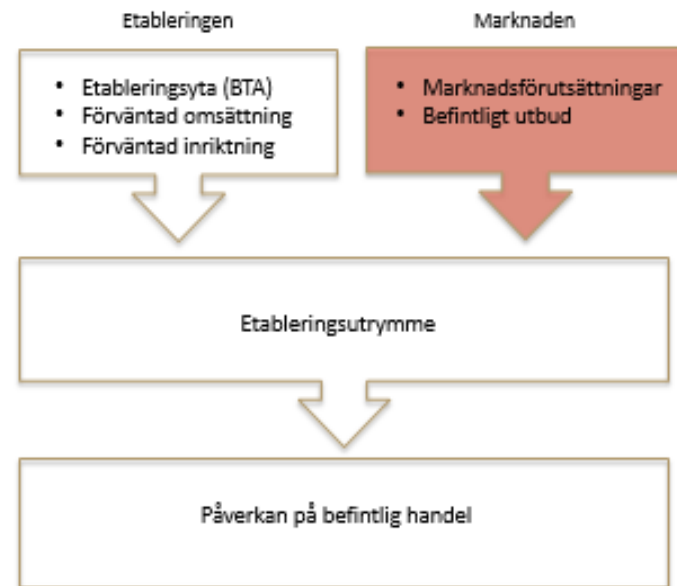 Etableringen
Marknaden
• Etableringsyta (BTA)
• Förväntad omsättning
• Förväntad inriktning
• Marknadsförutsättningar
• Befintligt utbud
Etableringsutrymme
Påverkan på befintlig handel